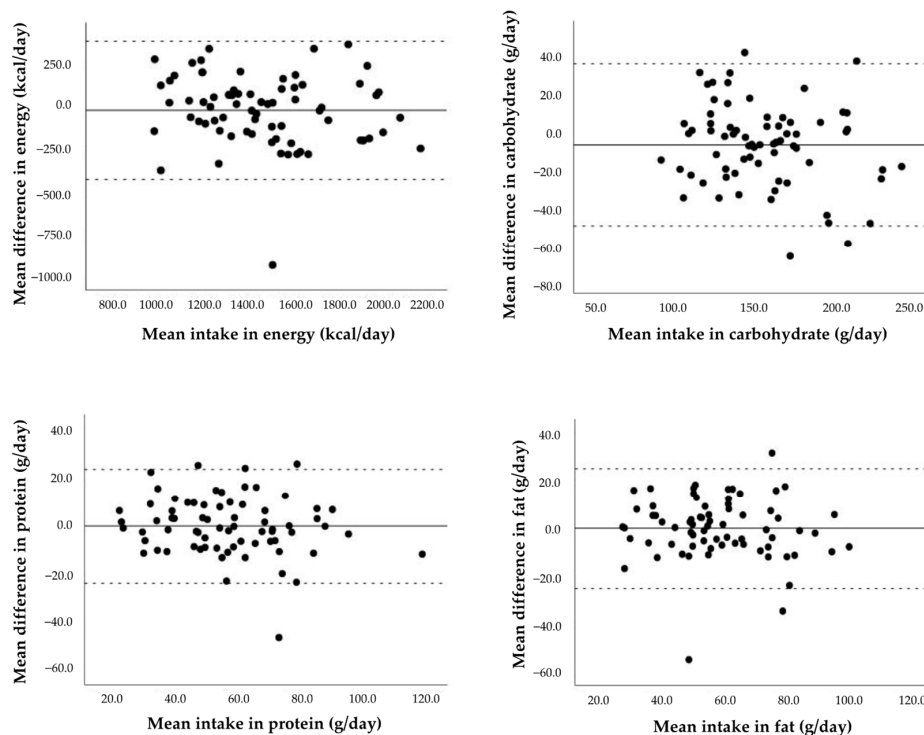 Mean difference in energy (kcal/day)
250.0
0.0
−250.0
−500.0
−750.0
−1000.0
800.0 1000.0 1200.0 1400.0 1600.0 1800.0 2000.0 2200.0
Mean intake in energy (kcal/day)
Mean difference in carbohydrate (g/day)
60.0
40.0
20.0
0.0
−20.0
−40.0
−60.0
−80.0
50.0 100.0 150.0 200.0 250.0
Mean intake in carbohydrate (g/day)
Mean difference in protein (g/day)
40.0
20.0
0.0
−20.0
−40.0
−60.0
20.0 40.0 60.0 80.0 100.0 120.0
Mean intake in protein (g/day)
Mean difference in fat (g/day)
40.0
20.0
0.0
−20.0
−40.0
−60.0
20.0 40.0 60.0 80.0 100.0 120.0
Mean intake in fat (g/day)